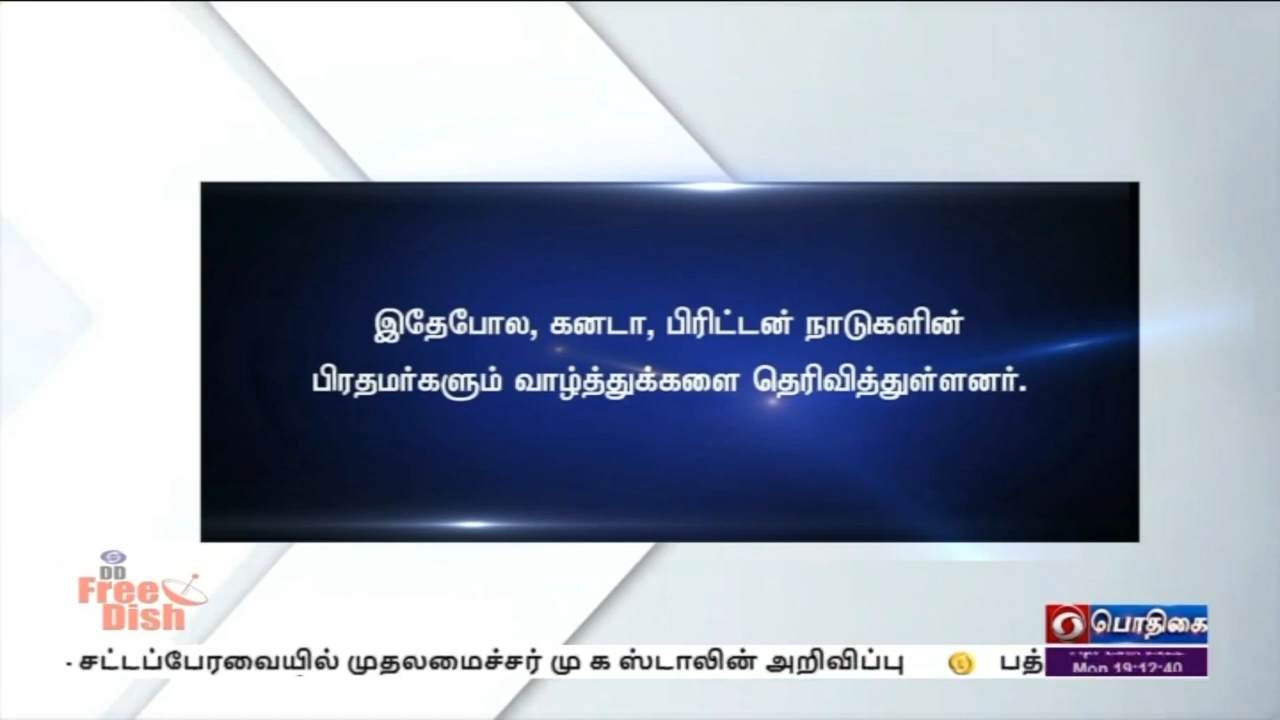 இதேபோல, கனடா, பிரிட்டன் நாடுகளின்
பிரதமர்களும் வாழ்த்துக்களை தெரிவித்துள்ளனர்.
DD
Free
Dish
பொதிகை
- சட்டப்பேரவையில் முதலமைச்சர் மு க ஸ்டாலின் அறிவிப்பு பத்
Mon 19:12:40